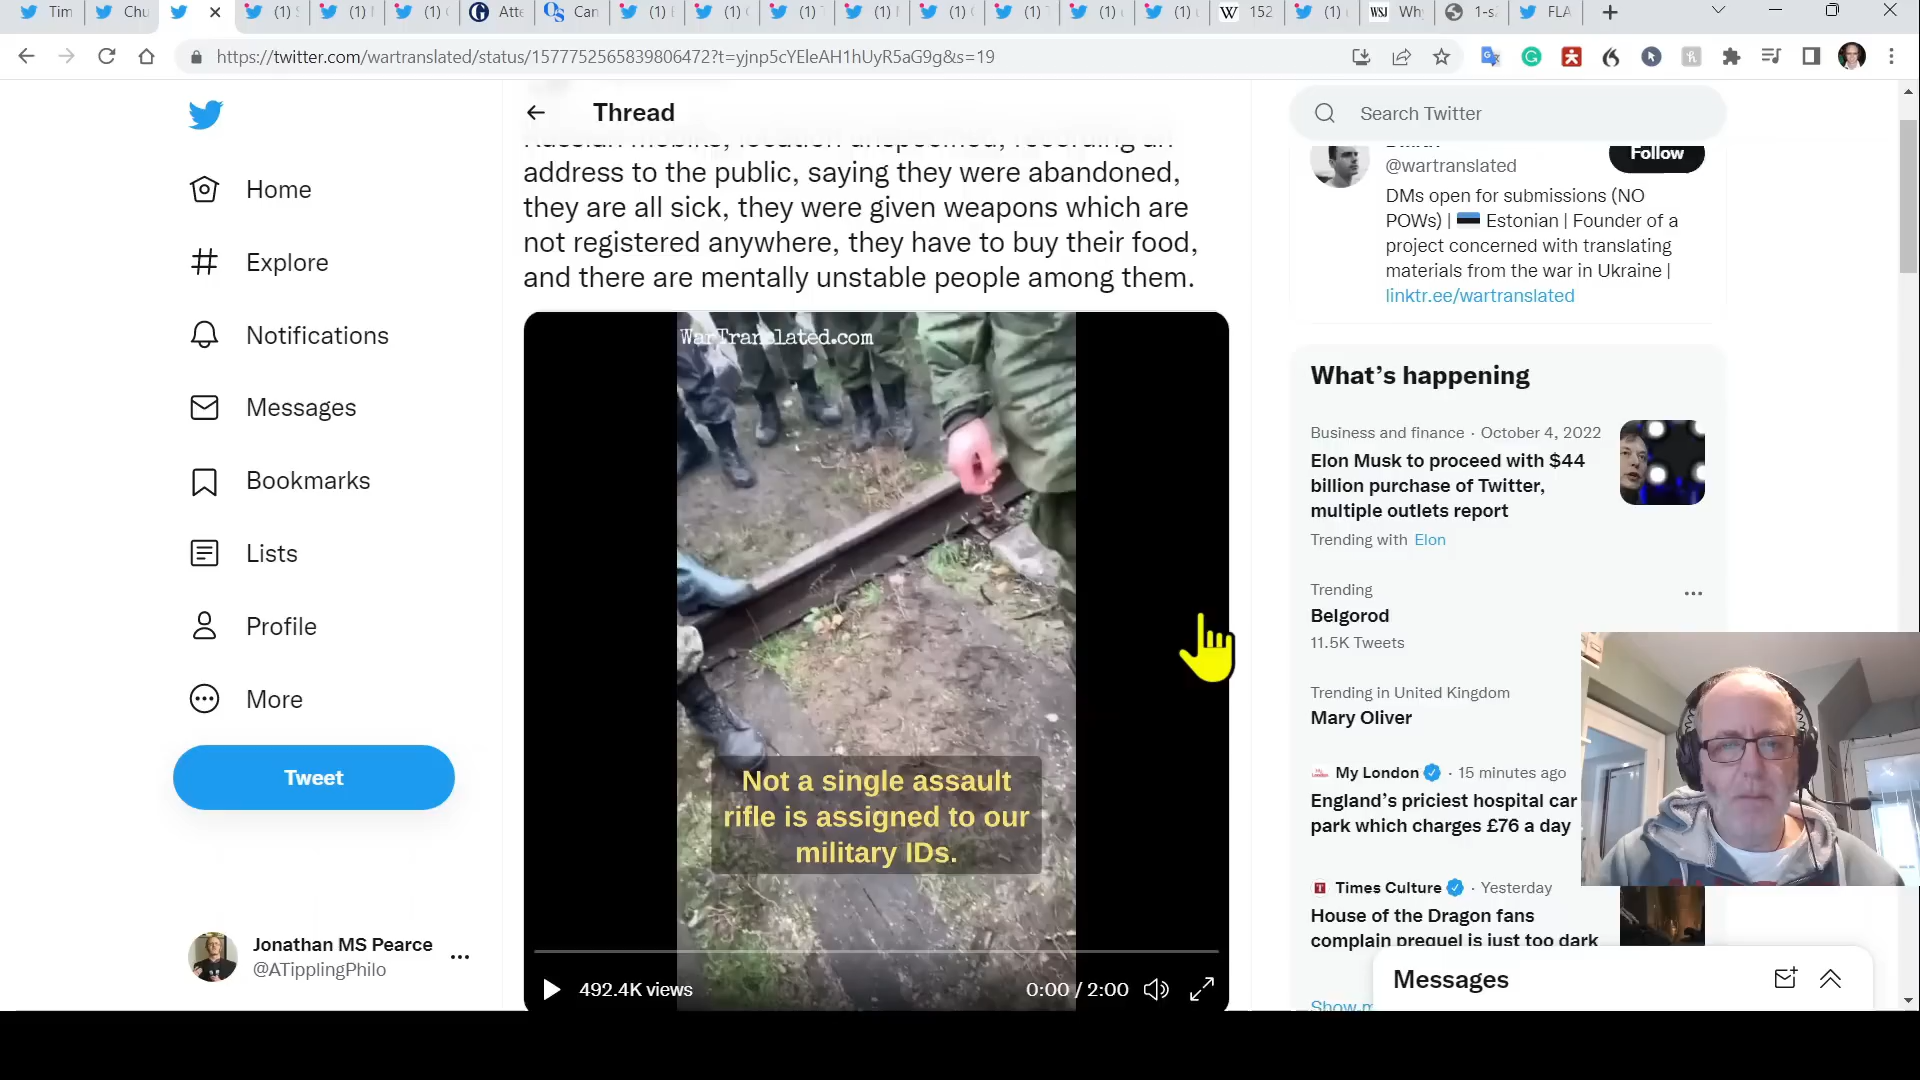 Tim
Chu
(1)
(1)
(1)
Atte
Can
(1)
(1)
(1)
(1)
(1)
(1)
(1)
(1)
152
(1)
WSJ
Why
1-s
FLA
https://twitter.com/wartranslated/status/1577752565839806472?t=yjnp5cYEleAH1hUyR5aG9g&s=19
Home
Explore
Notifications
Messages
Bookmarks
Lists
Profile
More
Tweet
Jonathan MS Pearce
@ATipplingPhilo
Thread
address to the public, saying they were abandoned,
they are all sick, they were given weapons which are
not registered anywhere, they have to buy their food,
and there are mentally unstable people among them.
WarTranslated.com
Not a single assault
rifle is assigned to our
military IDs.
492.4K views
0:00 / 2:00
Search Twitter
@wartranslated
Follow
DMs open for submissions (NO
POWs) | Estonian | Founder of a
project concerned with translating
materials from the war in Ukraine |
linktr.ee/wartranslated
What's happening
Business and finance · October 4, 2022
Elon Musk to proceed with $44
billion purchase of Twitter,
multiple outlets report
Trending with Elon
Trending
Belgorod
11.5K Tweets
Trending in United Kingdom
Mary Oliver
My London · 15 minutes ago
England's priciest hospital car
park which charges £76 a day
Times Culture · Yesterday
House of the Dragon fans
complain prequel is just too dark
Messages